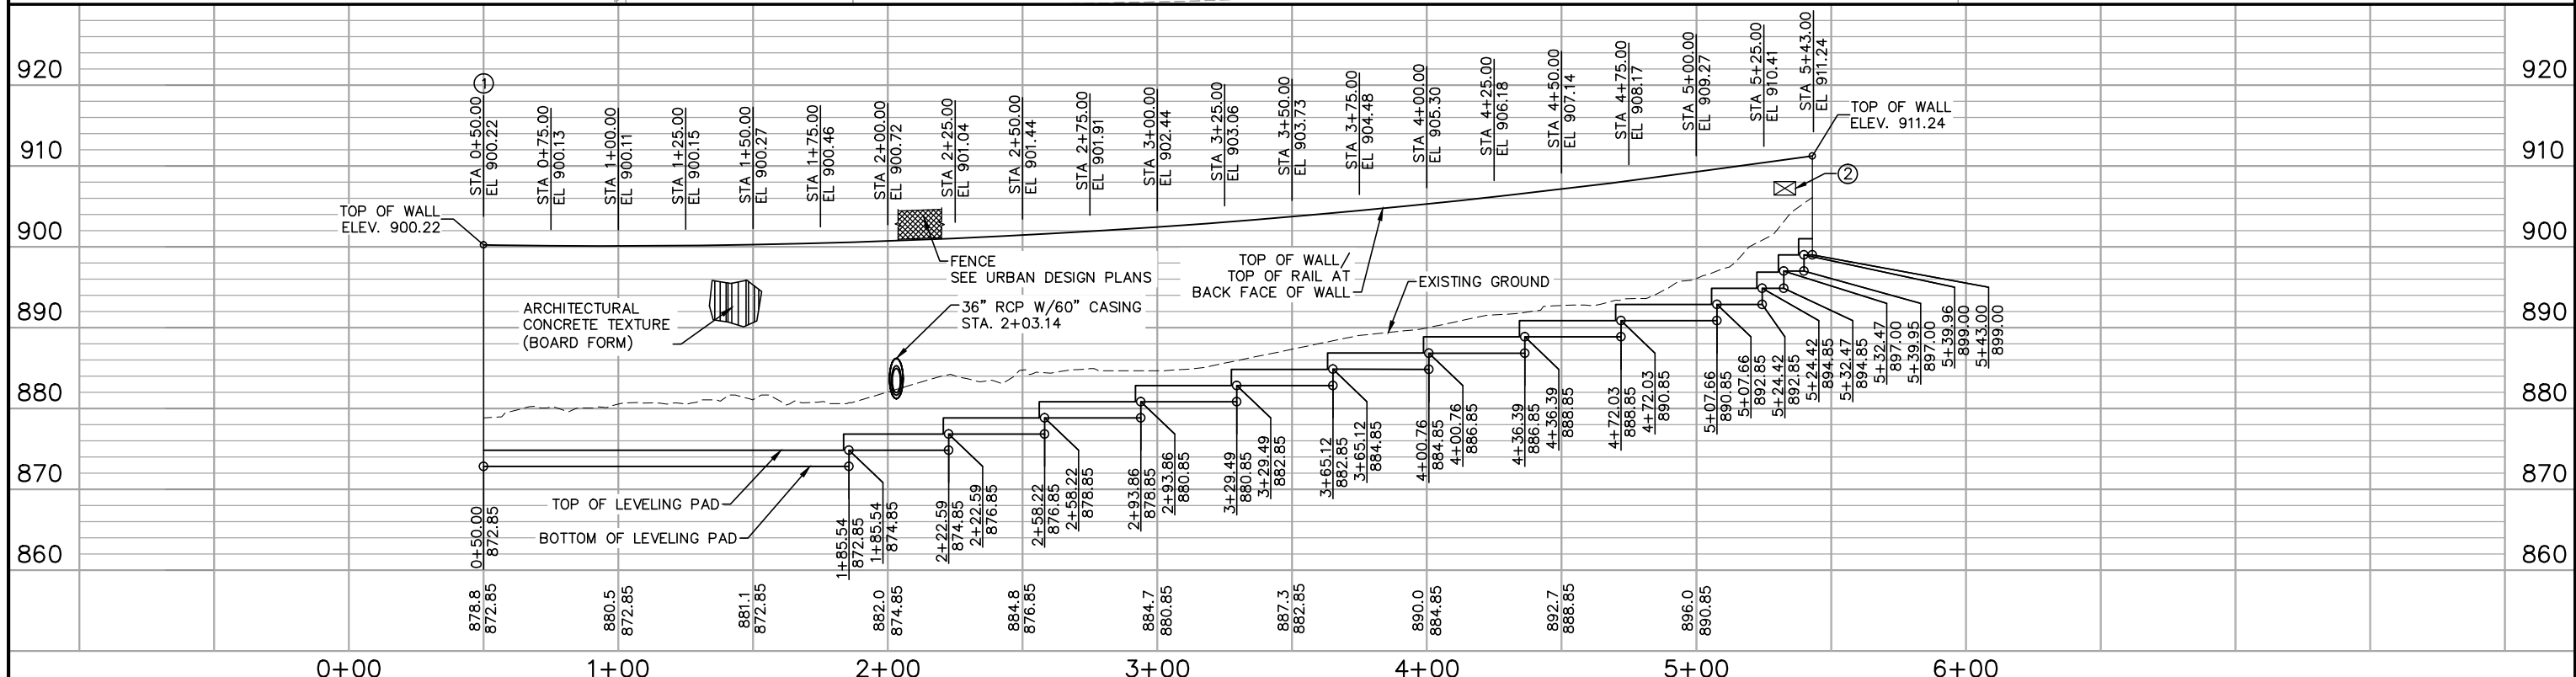 920
910
900
890
880
870
860
①
STA 0+50.00
EL 900.22
STA 0+75.00
EL 900.13
STA 1+00.00
EL 900.11
STA 1+25.00
EL 900.15
STA 1+50.00
EL 900.27
STA 1+75.00
EL 900.46
STA 2+00.00
EL 900.72
STA 2+25.00
EL 901.04
STA 2+50.00
EL 901.44
STA 2+75.00
EL 901.91
STA 3+00.00
EL 902.44
STA 3+25.00
EL 903.06
STA 3+50.00
EL 903.73
STA 3+75.00
EL 904.48
STA 4+00.00
EL 905.30
STA 4+25.00
EL 906.18
STA 4+50.00
EL 907.14
STA 4+75.00
EL 908.17
STA 5+00.00
EL 909.27
STA 5+25.00
EL 910.41
STA 5+43.00
EL 911.24
TOP OF WALL
ELEV. 911.24
②
TOP OF WALL
ELEV. 900.22
FENCE
SEE URBAN DESIGN PLANS
TOP OF WALL/
TOP OF RAIL AT
BACK FACE OF WALL
EXISTING GROUND
ARCHITECTURAL
CONCRETE TEXTURE
(BOARD FORM)
36" RCP W/60" CASING
STA. 2+03.14
TOP OF LEVELING PAD
BOTTOM OF LEVELING PAD
0+50.00
872.85
1+85.54
872.85
1+85.54
874.85
2+22.59
874.85
2+22.59
876.85
2+58.22
876.85
2+58.22
878.85
2+93.86
878.85
2+93.86
880.85
3+29.49
880.85
3+29.49
882.85
3+65.12
882.85
3+65.12
884.85
4+00.76
884.85
4+00.76
886.85
4+36.39
886.85
4+36.39
888.85
4+72.03
888.85
4+72.03
890.85
5+07.66
890.85
5+07.66
892.85
5+24.42
892.85
5+24.42
894.85
5+32.47
894.85
5+32.47
897.00
5+39.95
897.00
5+39.96
899.00
5+43.00
899.00
920
910
900
890
880
870
860
878.8
872.85
880.5
872.85
881.1
872.85
882.0
874.85
884.8
876.85
884.7
880.85
887.3
882.85
890.0
884.85
892.7
888.85
896.0
890.85
0+00
1+00
2+00
3+00
4+00
5+00
6+00